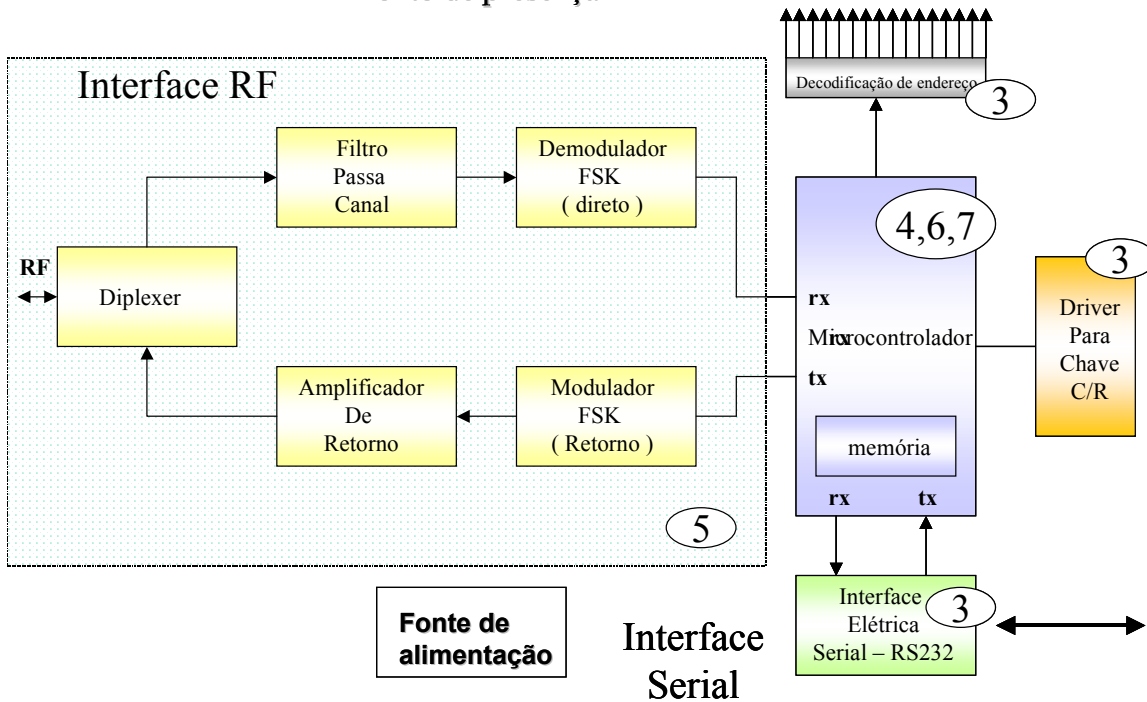 Decodificação de endereço
3
Interface RF
Filtro
Passa
Canal
Demodulador
FSK
( direto )
4,6,7
3
RF
Diplexer
rx
Microcontrolador
rx
tx
Driver
Para
Chave
C/R
Amplificador
De
Retorno
Modulador
FSK
( Retorno )
memória
rx
tx
5
Interface
Elétrica
Serial – RS232
3
Fonte de
alimentação
Interface
Serial